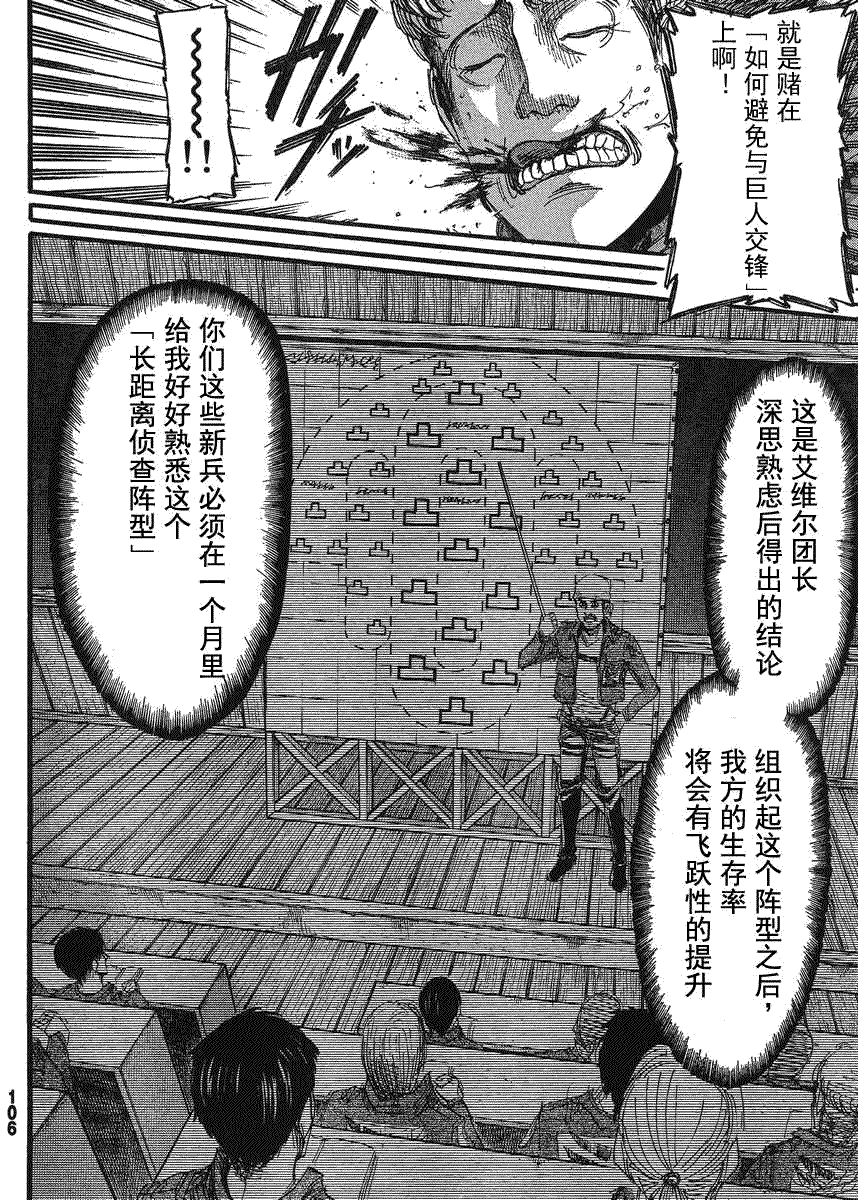 就是赌在
「如何避免与巨人交锋」
上啊！
～～～～!!
这是艾维尔团长
深思熟虑后得出的结论
组织起这个阵型之后，
我方的生存率
将会有飞跃性的提升
你们这些新兵必须在一个月里
给我好好熟悉这个
「长距离侦查阵型」
106